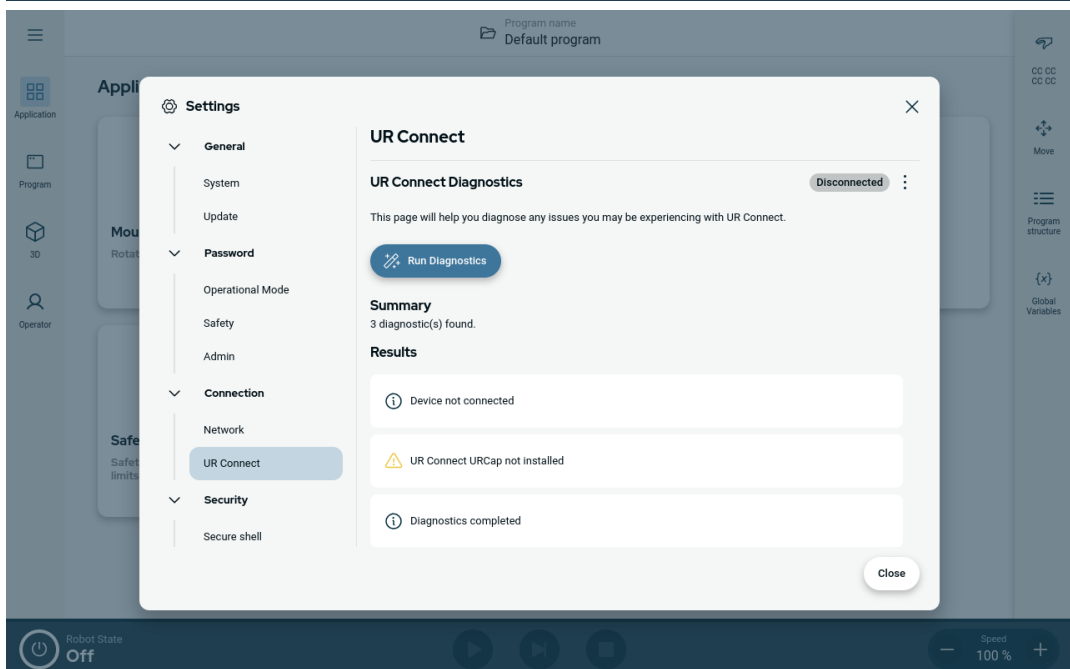 Program name
Default program
CC CC
CC CC
Appli
Application
Settings
UR Connect
General
Move
System
UR Connect Diagnostics
Disconnected
Program
Update
This page will help you diagnose any issues you may be experiencing with UR Connect.
Program
structure
Mou
Rotat
Password
3D
Run Diagnostics
Operational Mode
{x}
Global
Variables
Summary
3 diagnostic(s) found.
Operator
Safety
Admin
Results
Connection
Device not connected
Network
Safe
Safet
limits
UR Connect
UR Connect URCap not installed
Security
Secure shell
Diagnostics completed
Close
Robot State
Off
Speed
100 %